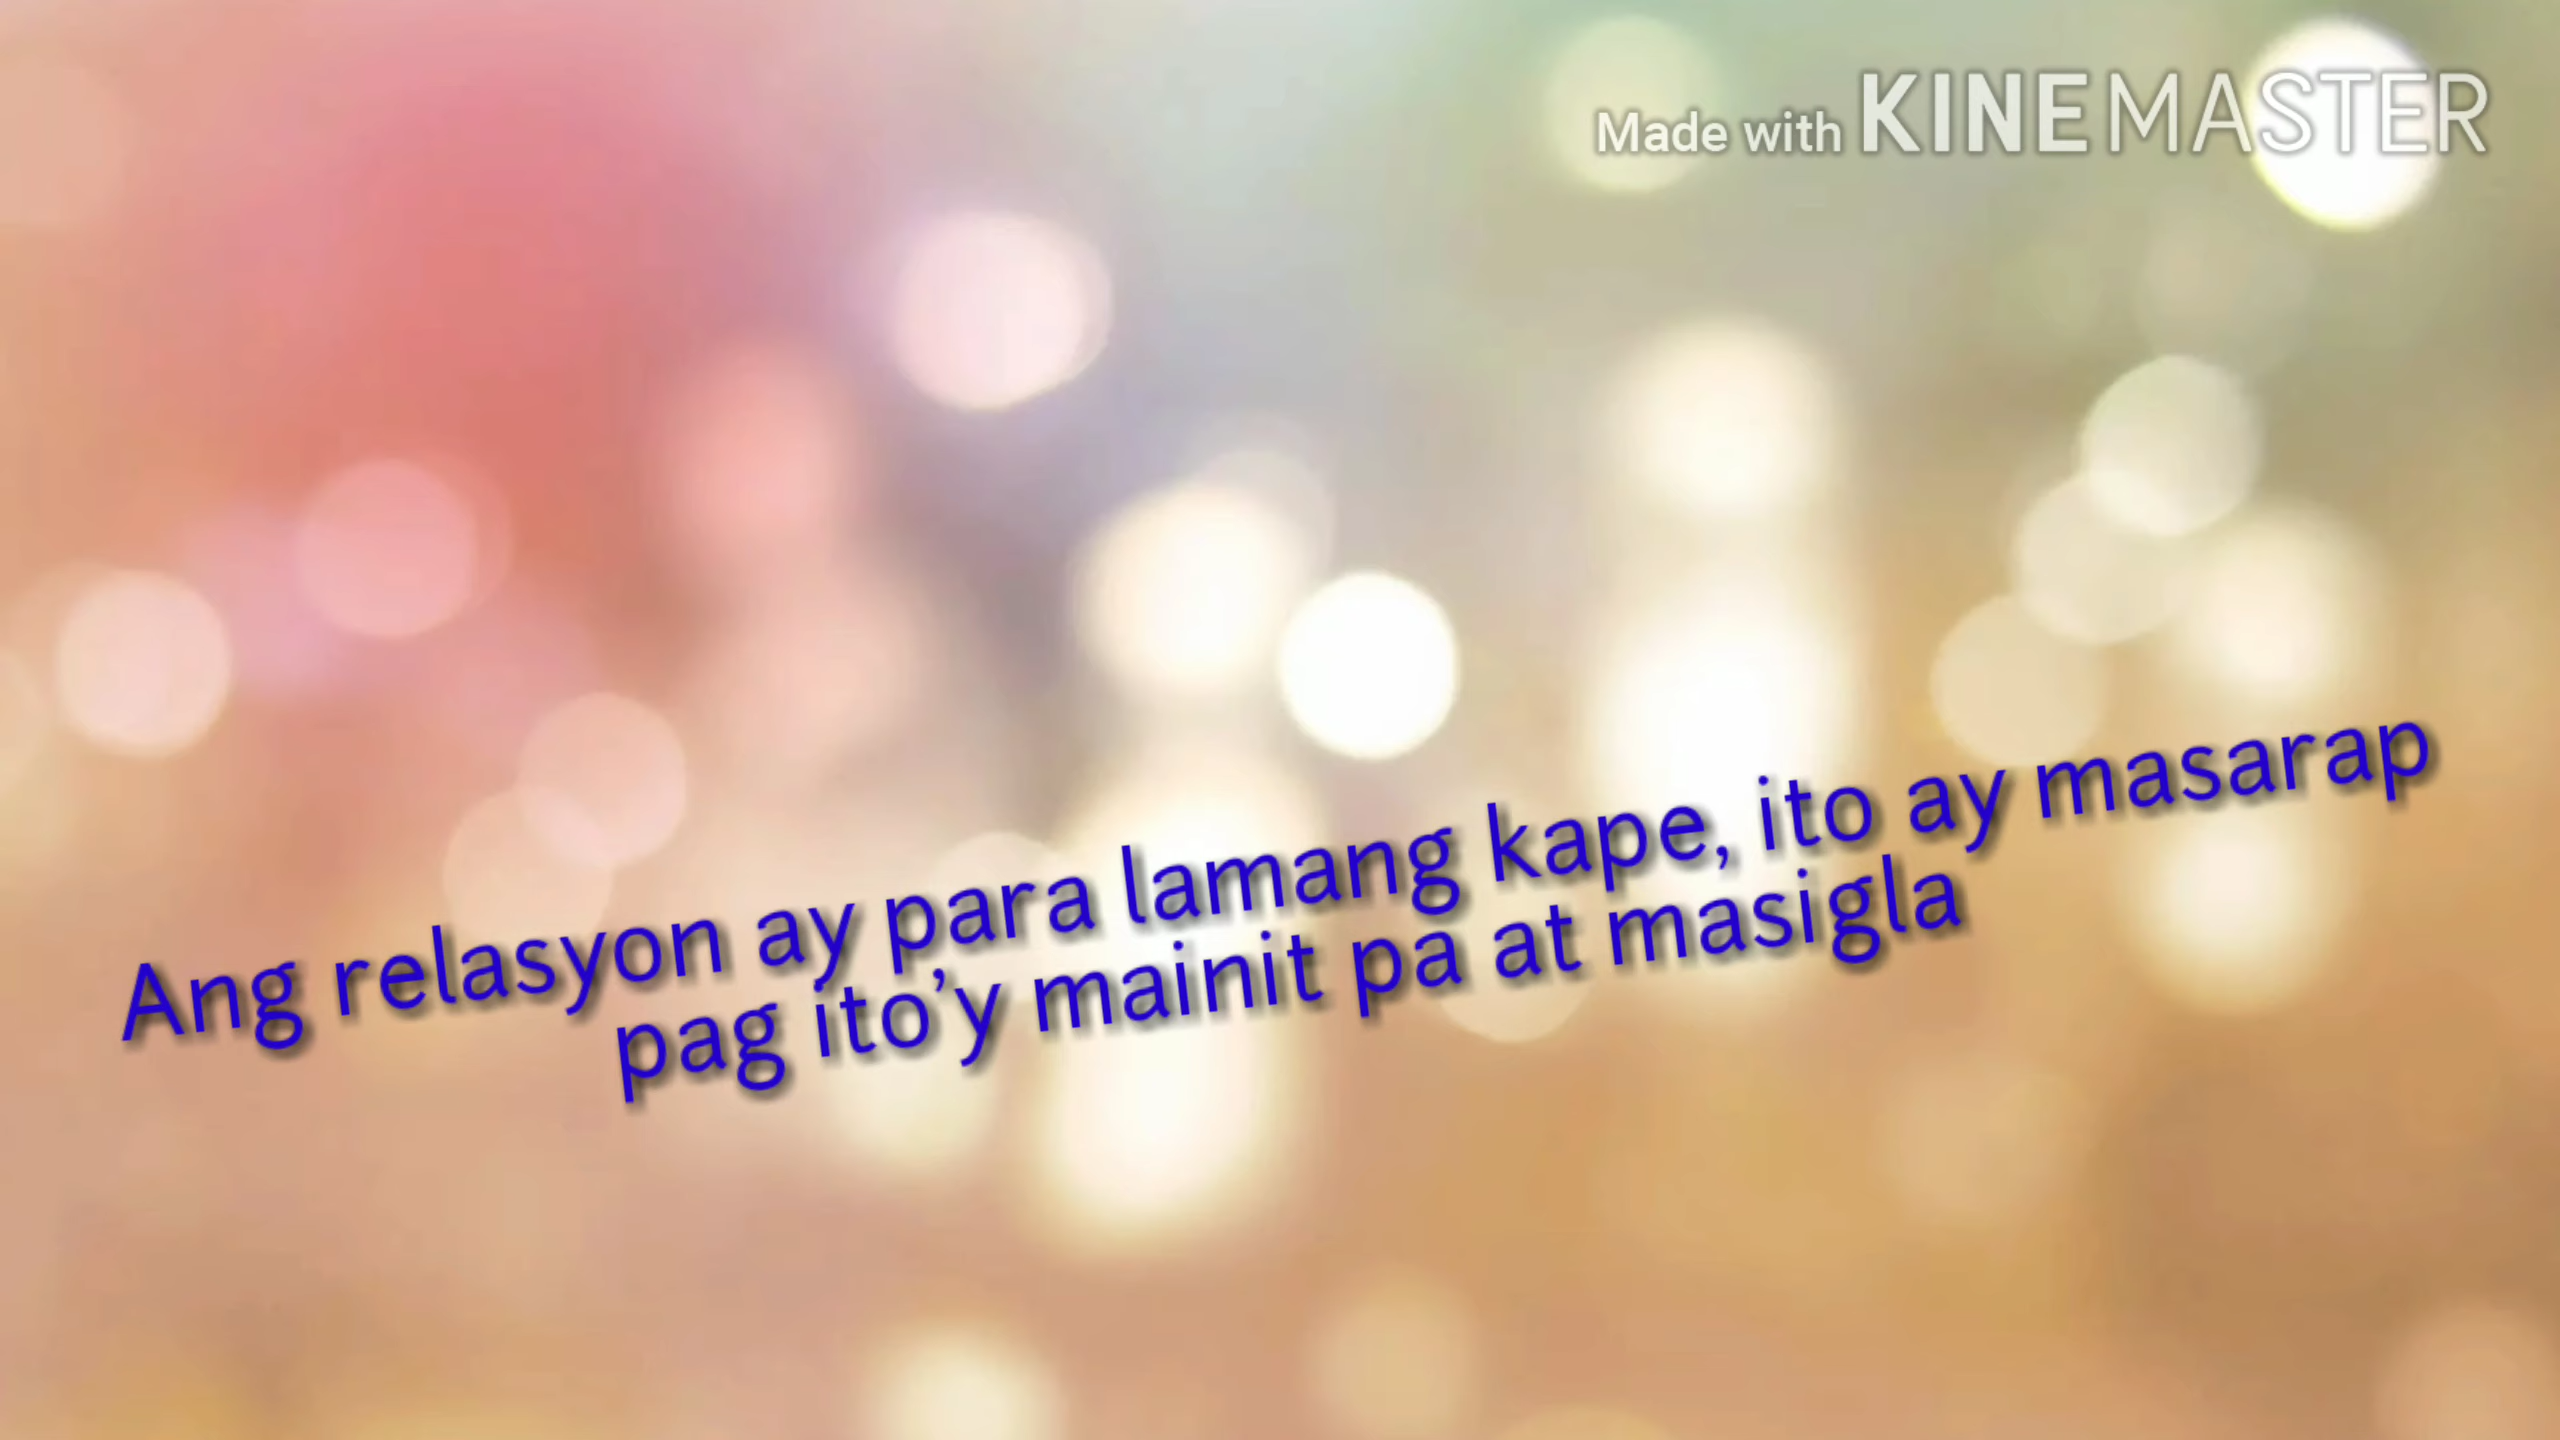 Made with KINEMASTER
Ang relasyon ay para lamang kape, ito ay masarap
pag ito'y mainit pa at masigla